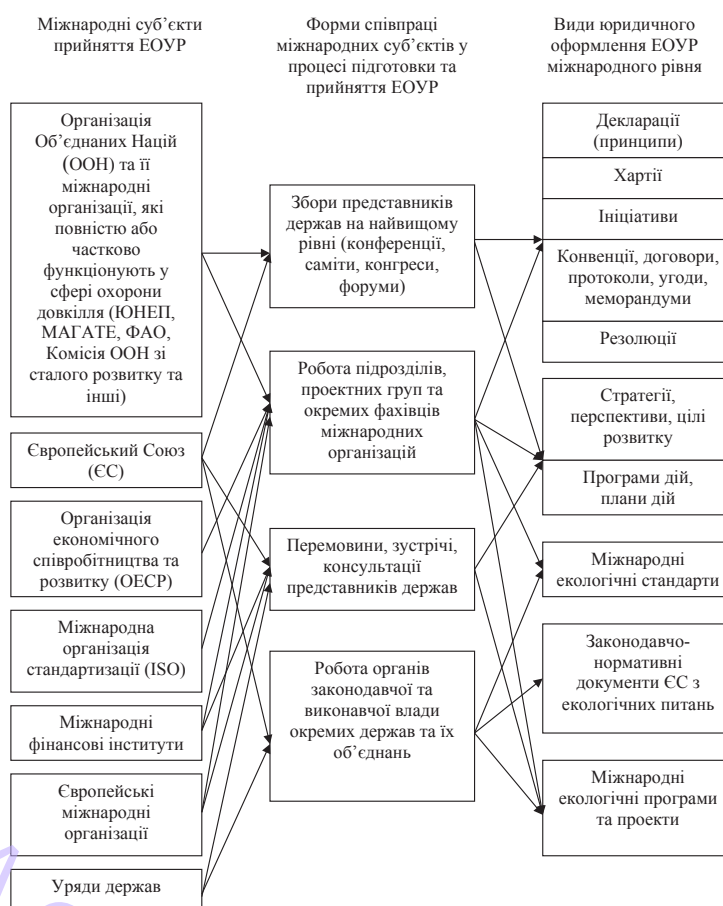 Міжнародні суб’єкти
прийняття ЕОУР
Організація
Об’єднаних Націй
(ООН) та її
міжнародні
організації, які
повністю або
частково
функціонують у
сфері охорони
довкілля (ЮНЕП,
МАГАТЕ, ФАО,
Комісія ООН зі
сталого розвитку та
інші)
Європейський Союз
(ЄС)
Організація
економічного
співробітництва та
розвитку (ОЕСР)
Міжнародна
організація
стандартизації (ISO)
Міжнародні
фінансові інститути
Європейські
міжнародні
організації
Уряди держав
Форми співпраці
міжнародних суб’єктів у
процесі підготовки та
прийняття ЕОУР
Збори представників
держав на найвищому
рівні (конференції,
саміти, конгреси,
форуми)
Робота підрозділів,
проектних груп та
окремих фахівців
міжнародних
організацій
Перемовини, зустрічі,
консультації
представників держав
Робота органів
законодавчої та
виконавчої влади
окремих держав та їх
об’єднань
Види юридичного
оформлення ЕОУР
міжнародного рівня
Декларації
(принципи)
Хартії
Ініціативи
Конвенції, договори,
протоколи, угоди,
меморандуми
Резолюції
Стратегії,
перспективи, цілі
розвитку
Програми дій,
плани дій
Міжнародні
екологічні стандарти
Законодавчо-
нормативні
документи ЄС з
екологічних питань
Міжнародні
екологічні програми
та проекти